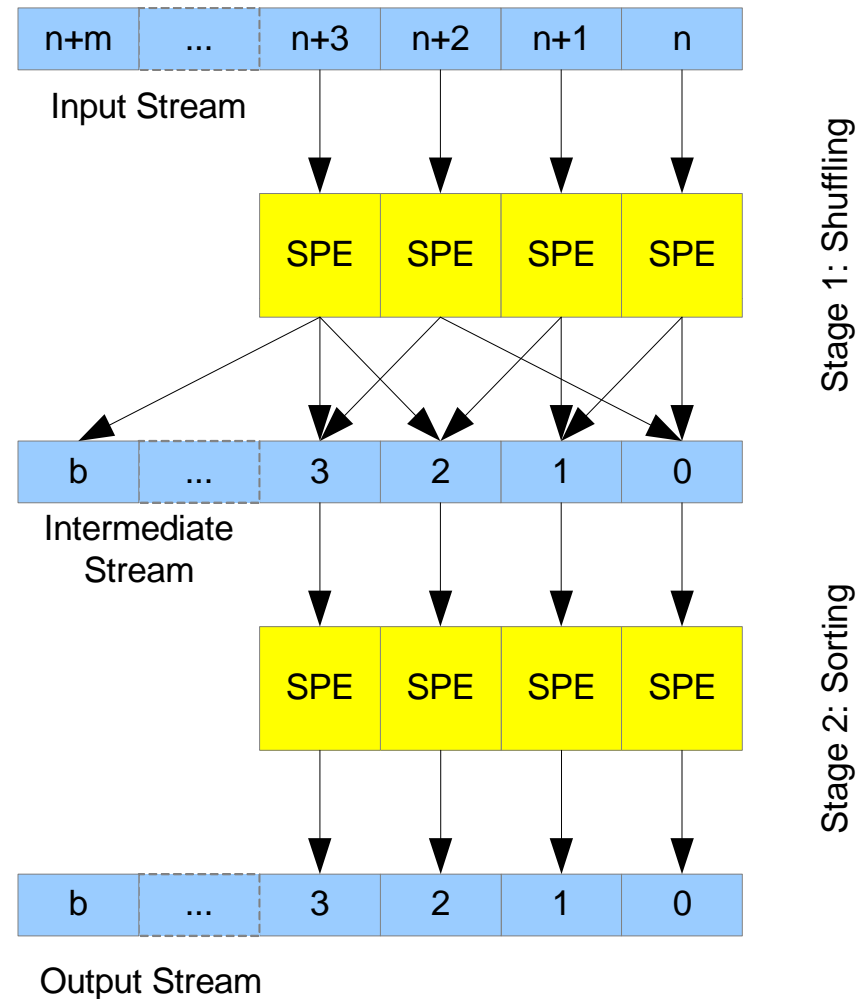 n+m ... n+3 n+2 n+1 n
Input Stream
SPE SPE SPE SPE
Stage 1: Shuffling
b ... 3 2 1 0
Intermediate
Stream
SPE SPE SPE SPE
Stage 2: Sorting
b ... 3 2 1 0
Output Stream